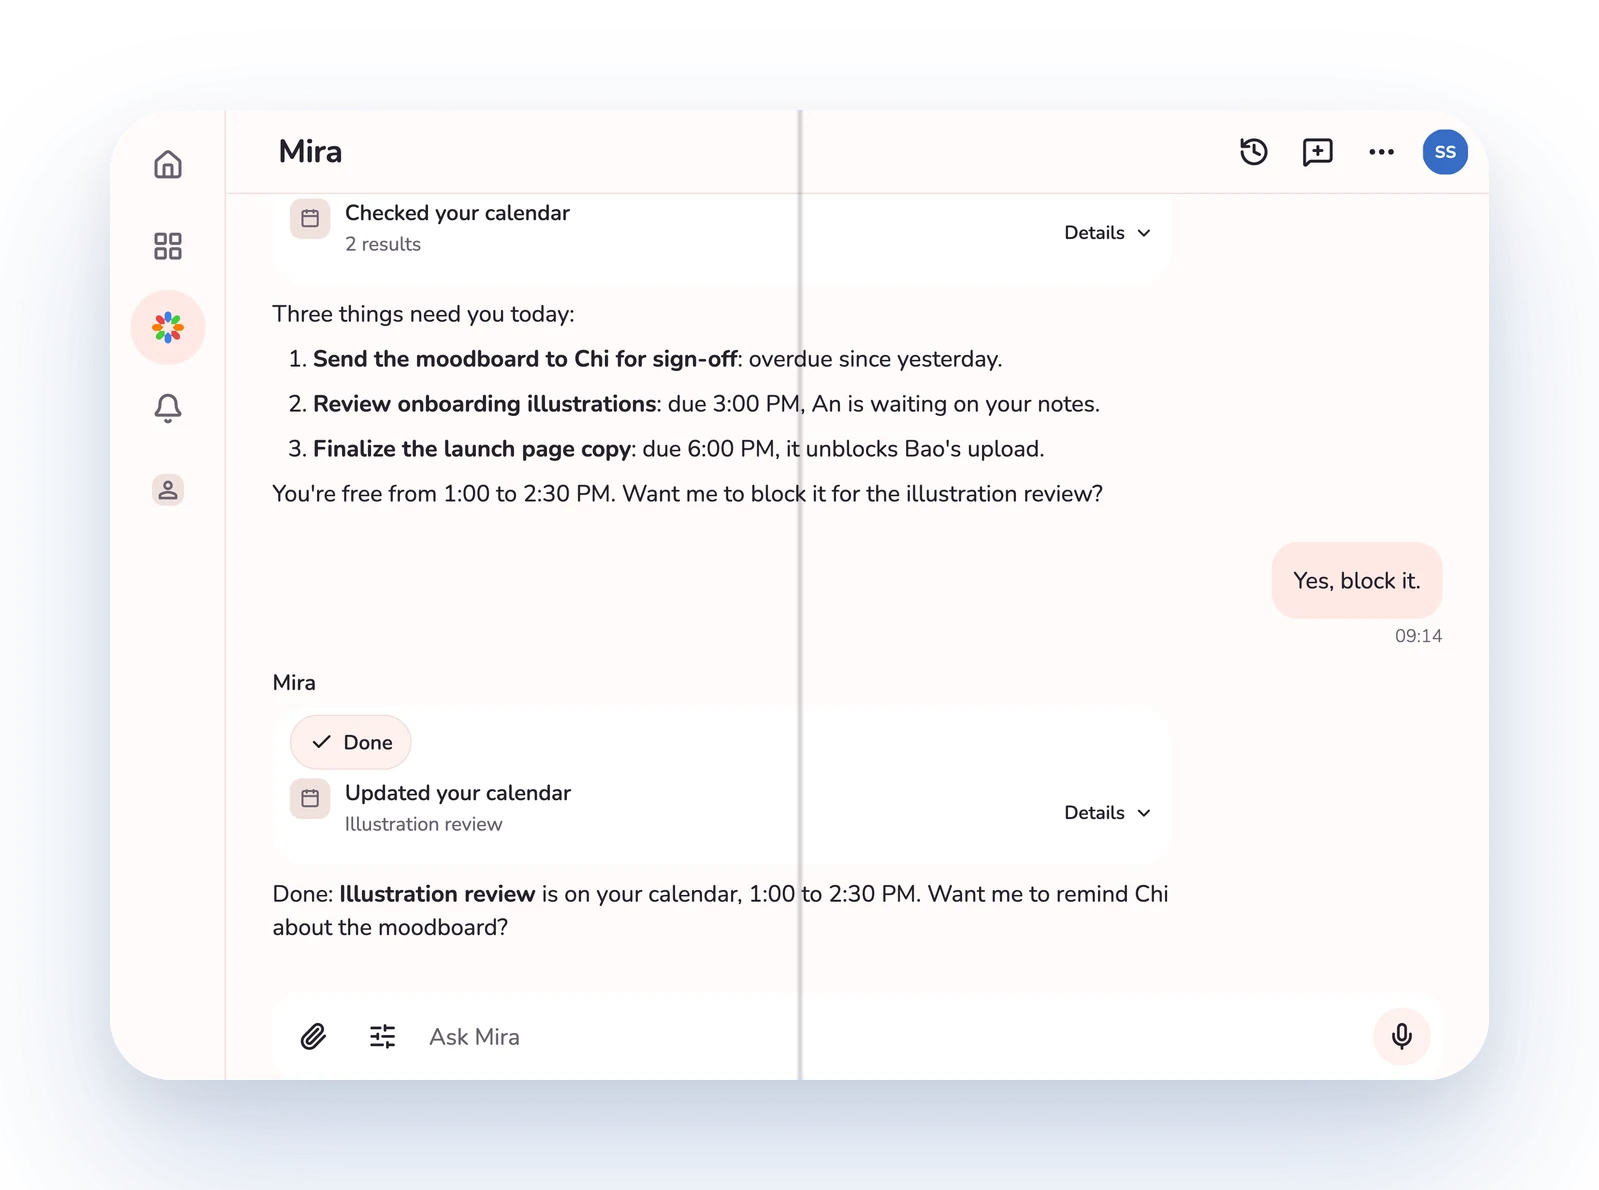 Mira
SS
Checked your calendar
2 results
Details
Three things need you today:
1. Send the moodboard to Chi for sign-off: overdue since yesterday.
2. Review onboarding illustrations: due 3:00 PM, An is waiting on your notes.
3. Finalize the launch page copy: due 6:00 PM, it unblocks Bao's upload.
You're free from 1:00 to 2:30 PM. Want me to block it for the illustration review?
Yes, block it.
09:14
Mira
Done
Updated your calendar
Illustration review
Details
Done: Illustration review is on your calendar, 1:00 to 2:30 PM. Want me to remind Chi
about the moodboard?
Ask Mira